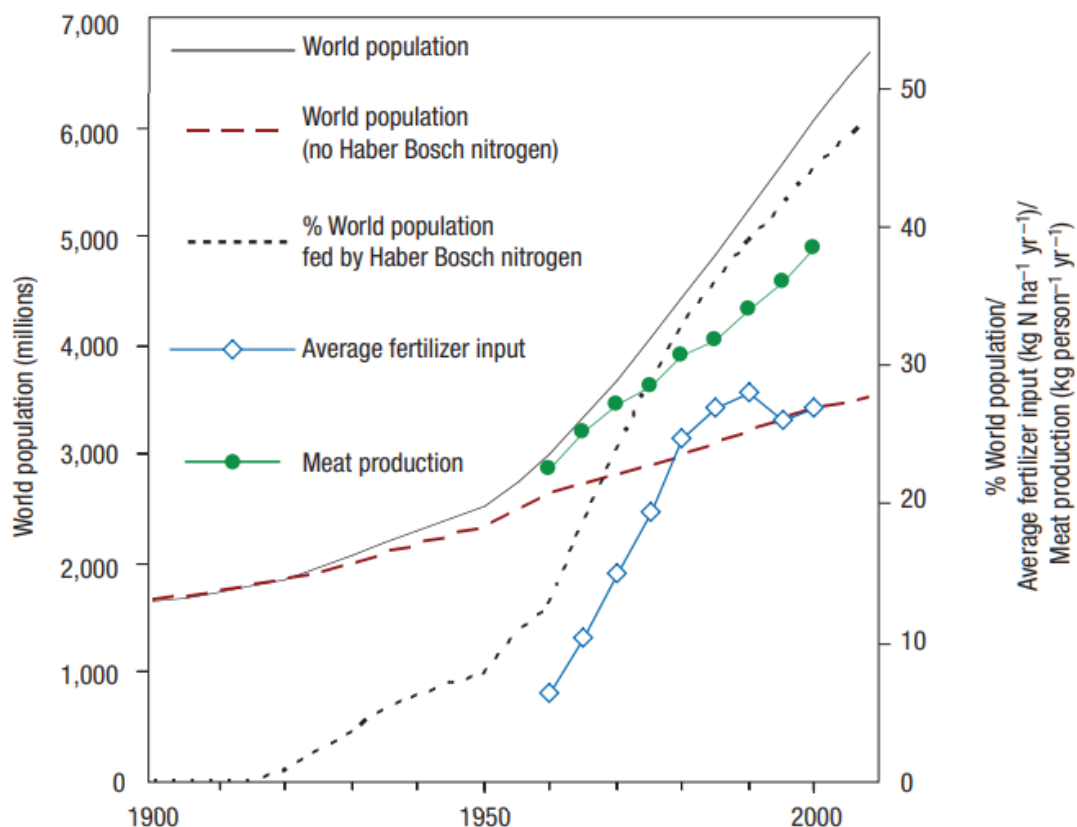 7,000
6,000
5,000
4,000
3,000
2,000
1,000
0
World population (millions)
World population
World population
(no Haber Bosch nitrogen)
% World population
fed by Haber Bosch nitrogen
Average fertilizer input
Meat production
50
40
30
20
10
0
% World population/
Average fertilizer input (kg N ha⁻¹ yr⁻¹)/
Meat production (kg person⁻¹ yr⁻¹)
1900
1950
2000